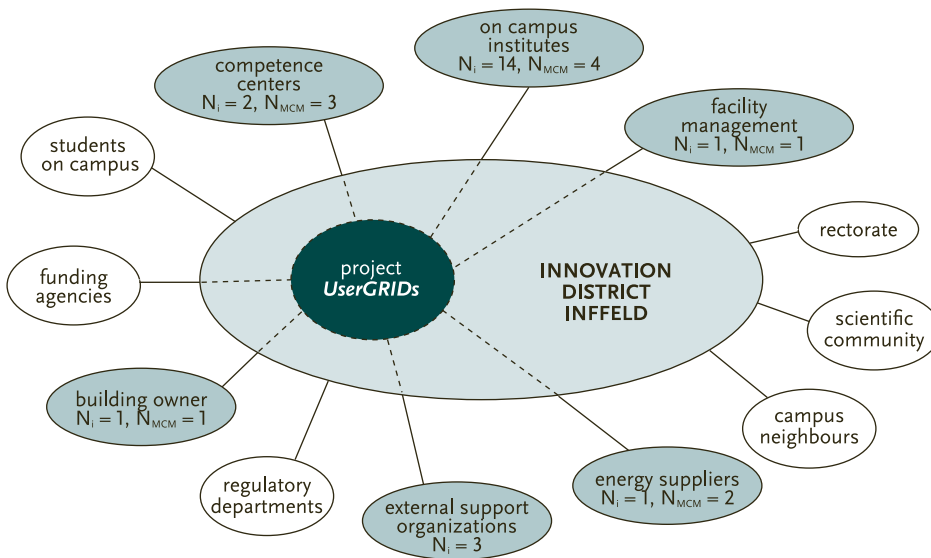 on campus
institutes
Nᵢ = 14, N_MCM = 4
competence
centers
Nᵢ = 2, N_MCM = 3
facility
management
Nᵢ = 1, N_MCM = 1
students
on campus
rectorate
funding
agencies
project
UserGRIDs
INNOVATION
DISTRICT
INFFELD
scientific
community
building owner
Nᵢ = 1, N_MCM = 1
campus
neighbours
regulatory
departments
external support
organizations
Nᵢ = 3
energy suppliers
Nᵢ = 1, N_MCM = 2